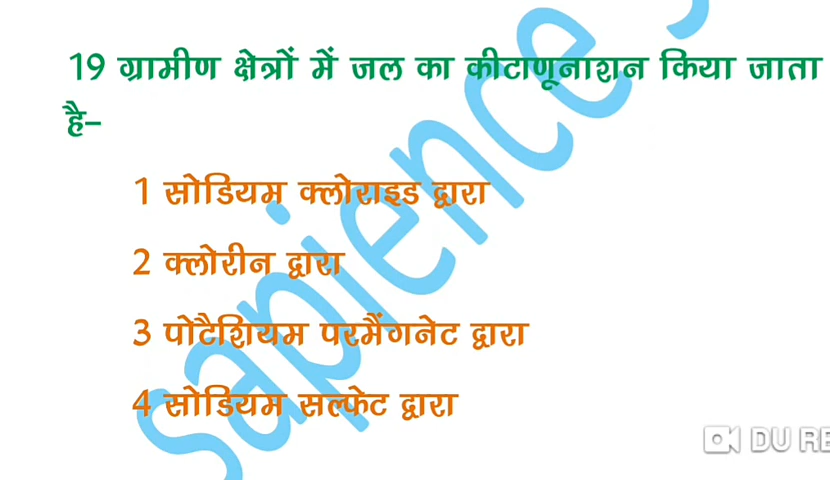 19 ग्रामीण क्षेत्रों में जल का कीटाणूनाशन किया जाता
है–
1 सोडियम क्लोराइड द्वारा
2 क्लोरीन द्वारा
3 पोटैशियम परमैंगनेट द्वारा
4 सोडियम सल्फेट द्वारा
sapience
DU RE